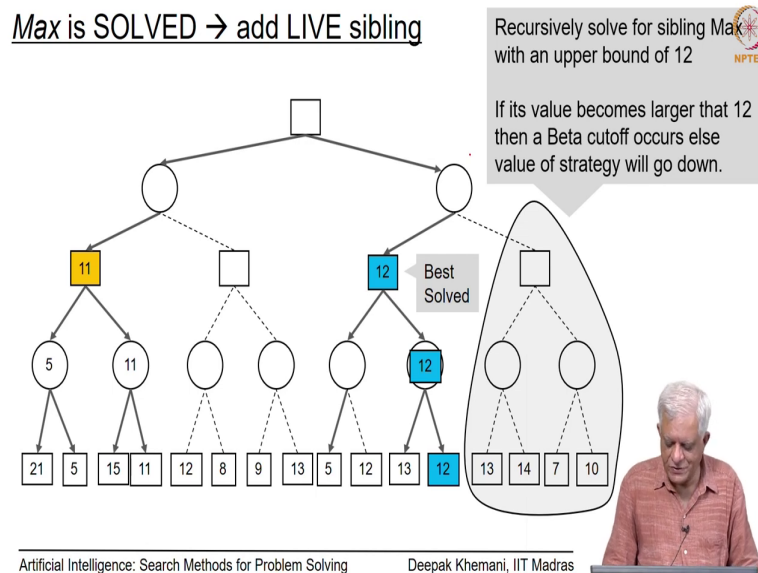 Max is SOLVED → add LIVE sibling
Recursively solve for sibling Max
with an upper bound of 12
If its value becomes larger that 12
then a Beta cutoff occurs else
value of strategy will go down.
NPTE
11
12
Best
Solved
5
11
12
21
5
15
11
12
8
9
13
5
12
13
12
13
14
7
10
Artificial Intelligence: Search Methods for Problem Solving
Deepak Khemani, IIT Madras